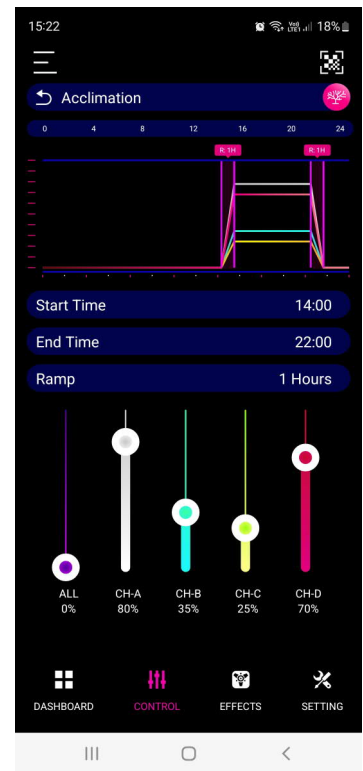 15:22 Vo)) LTE1 18%
Acclimation
0 4 8 12 16 20 24
R: 1H R: 1H
Start Time 14:00
End Time 22:00
Ramp 1 Hours
ALL CH-A CH-B CH-C CH-D
0% 80% 35% 25% 70%
DASHBOARD CONTROL EFFECTS SETTING